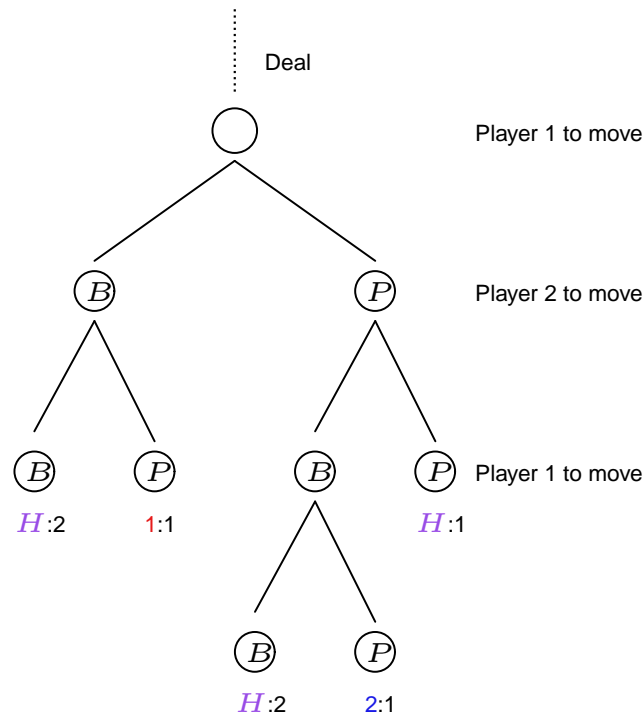 Deal
Player 1 to move
B P Player 2 to move
B P B P Player 1 to move
H:2 1:1 H:1
B P
H:2 2:1